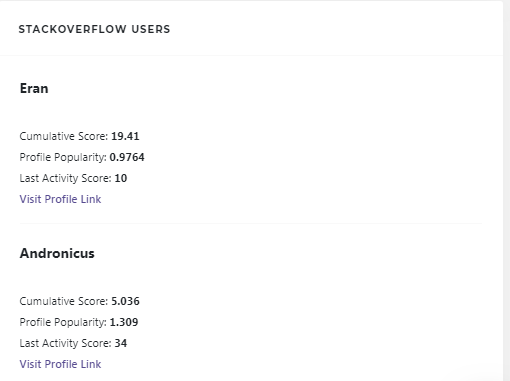 STACKOVERFLOW USERS
Eran
Cumulative Score: 19.41
Profile Popularity: 0.9764
Last Activity Score: 10
Visit Profile Link
Andronicus
Cumulative Score: 5.036
Profile Popularity: 1.309
Last Activity Score: 34
Visit Profile Link